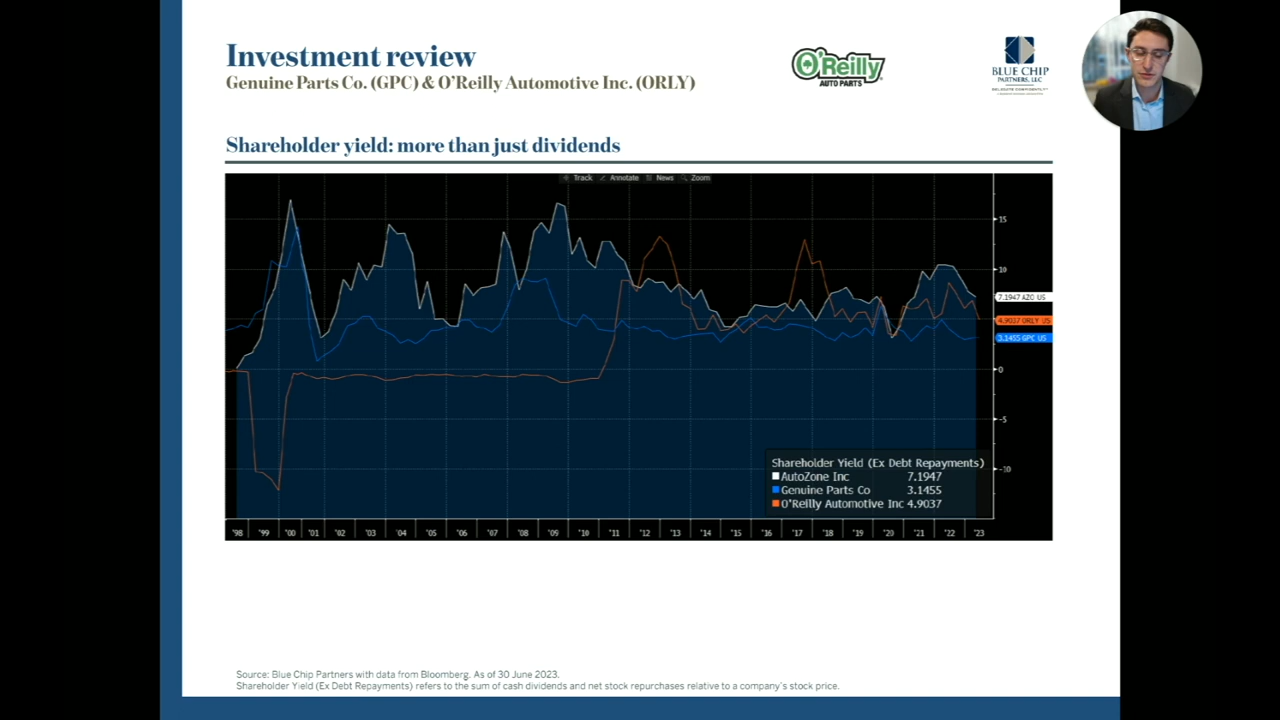 Investment review
Genuine Parts Co. (GPC) & O'Reilly Automotive Inc. (ORLY)
O'Reilly
AUTO PARTS
BLUE CHIP
PARTNERS, LLC
Shareholder yield: more than just dividends
Track Annotate News Zoom
15
10
7.1947 AZO US
4.9037 ORLY US
3.1455 GPC US
0
-5
-10
Shareholder Yield (Ex Debt Repayments)
AutoZone Inc 7.1947
Genuine Parts Co 3.1455
O'Reilly Automotive Inc 4.9037
'98 '99 '00 '01 '02 '03 '04 '05 '06 '07 '08 '09 '10 '11 '12 '13 '14 '15 '16 '17 '18 '19 '20 '21 '22 '23
Source: Blue Chip Partners with data from Bloomberg. As of 30 June 2023.
Shareholder Yield (Ex Debt Repayments) refers to the sum of cash dividends and net stock repurchases relative to a company's stock price.